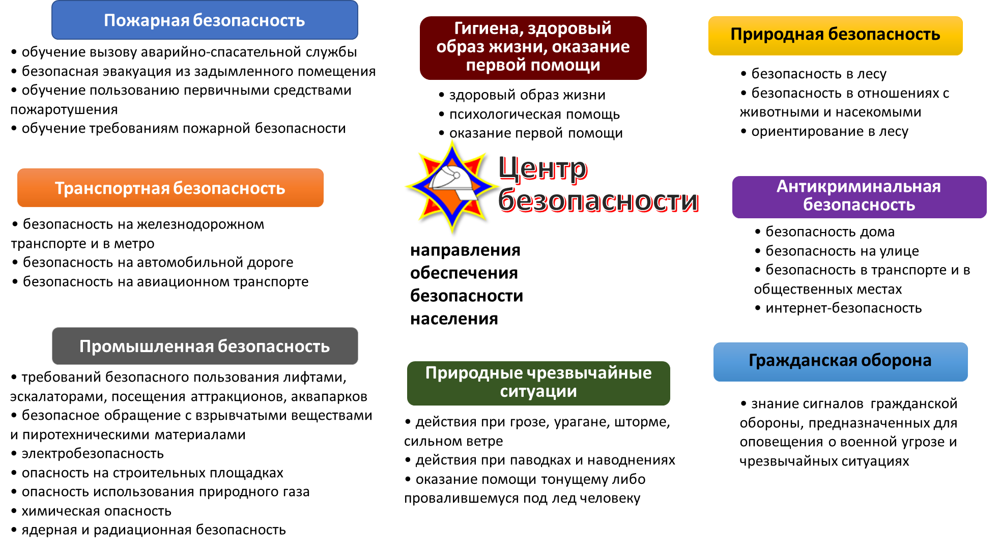 Пожарная безопасность
• обучение вызову аварийно-спасательной службы
• безопасная эвакуация из задымленного помещения
• обучение пользованию первичными средствами
пожаротушения
• обучение требованиям пожарной безопасности
Транспортная безопасность
• безопасность на железнодорожном
транспорте и в метро
• безопасность на автомобильной дороге
• безопасность на авиационном транспорте
Промышленная безопасность
• требований безопасного пользования лифтами,
эскалаторами, посещения аттракционов, аквапарков
• безопасное обращение с взрывчатыми веществами
и пиротехническими материалами
• электробезопасность
• опасность на строительных площадках
• опасность использования природного газа
• химическая опасность
• ядерная и радиационная безопасность
Гигиена, здоровый
образ жизни, оказание
первой помощи
• здоровый образ жизни
• психологическая помощь
• оказание первой помощи
Центр
безопасности
направления
обеспечения
безопасности
населения
Природные чрезвычайные
ситуации
• действия при грозе, урагане, шторме,
сильном ветре
• действия при паводках и наводнениях
• оказание помощи тонущему либо
провалившемуся под лед человеку
Природная безопасность
• безопасность в лесу
• безопасность в отношениях с
животными и насекомыми
• ориентирование в лесу
Антикриминальная
безопасность
• безопасность дома
• безопасность на улице
• безопасность в транспорте и в
общественных местах
• интернет-безопасность
Гражданская оборона
• знание сигналов  гражданской
обороны, предназначенных для
оповещения о военной угрозе и
чрезвычайных ситуациях